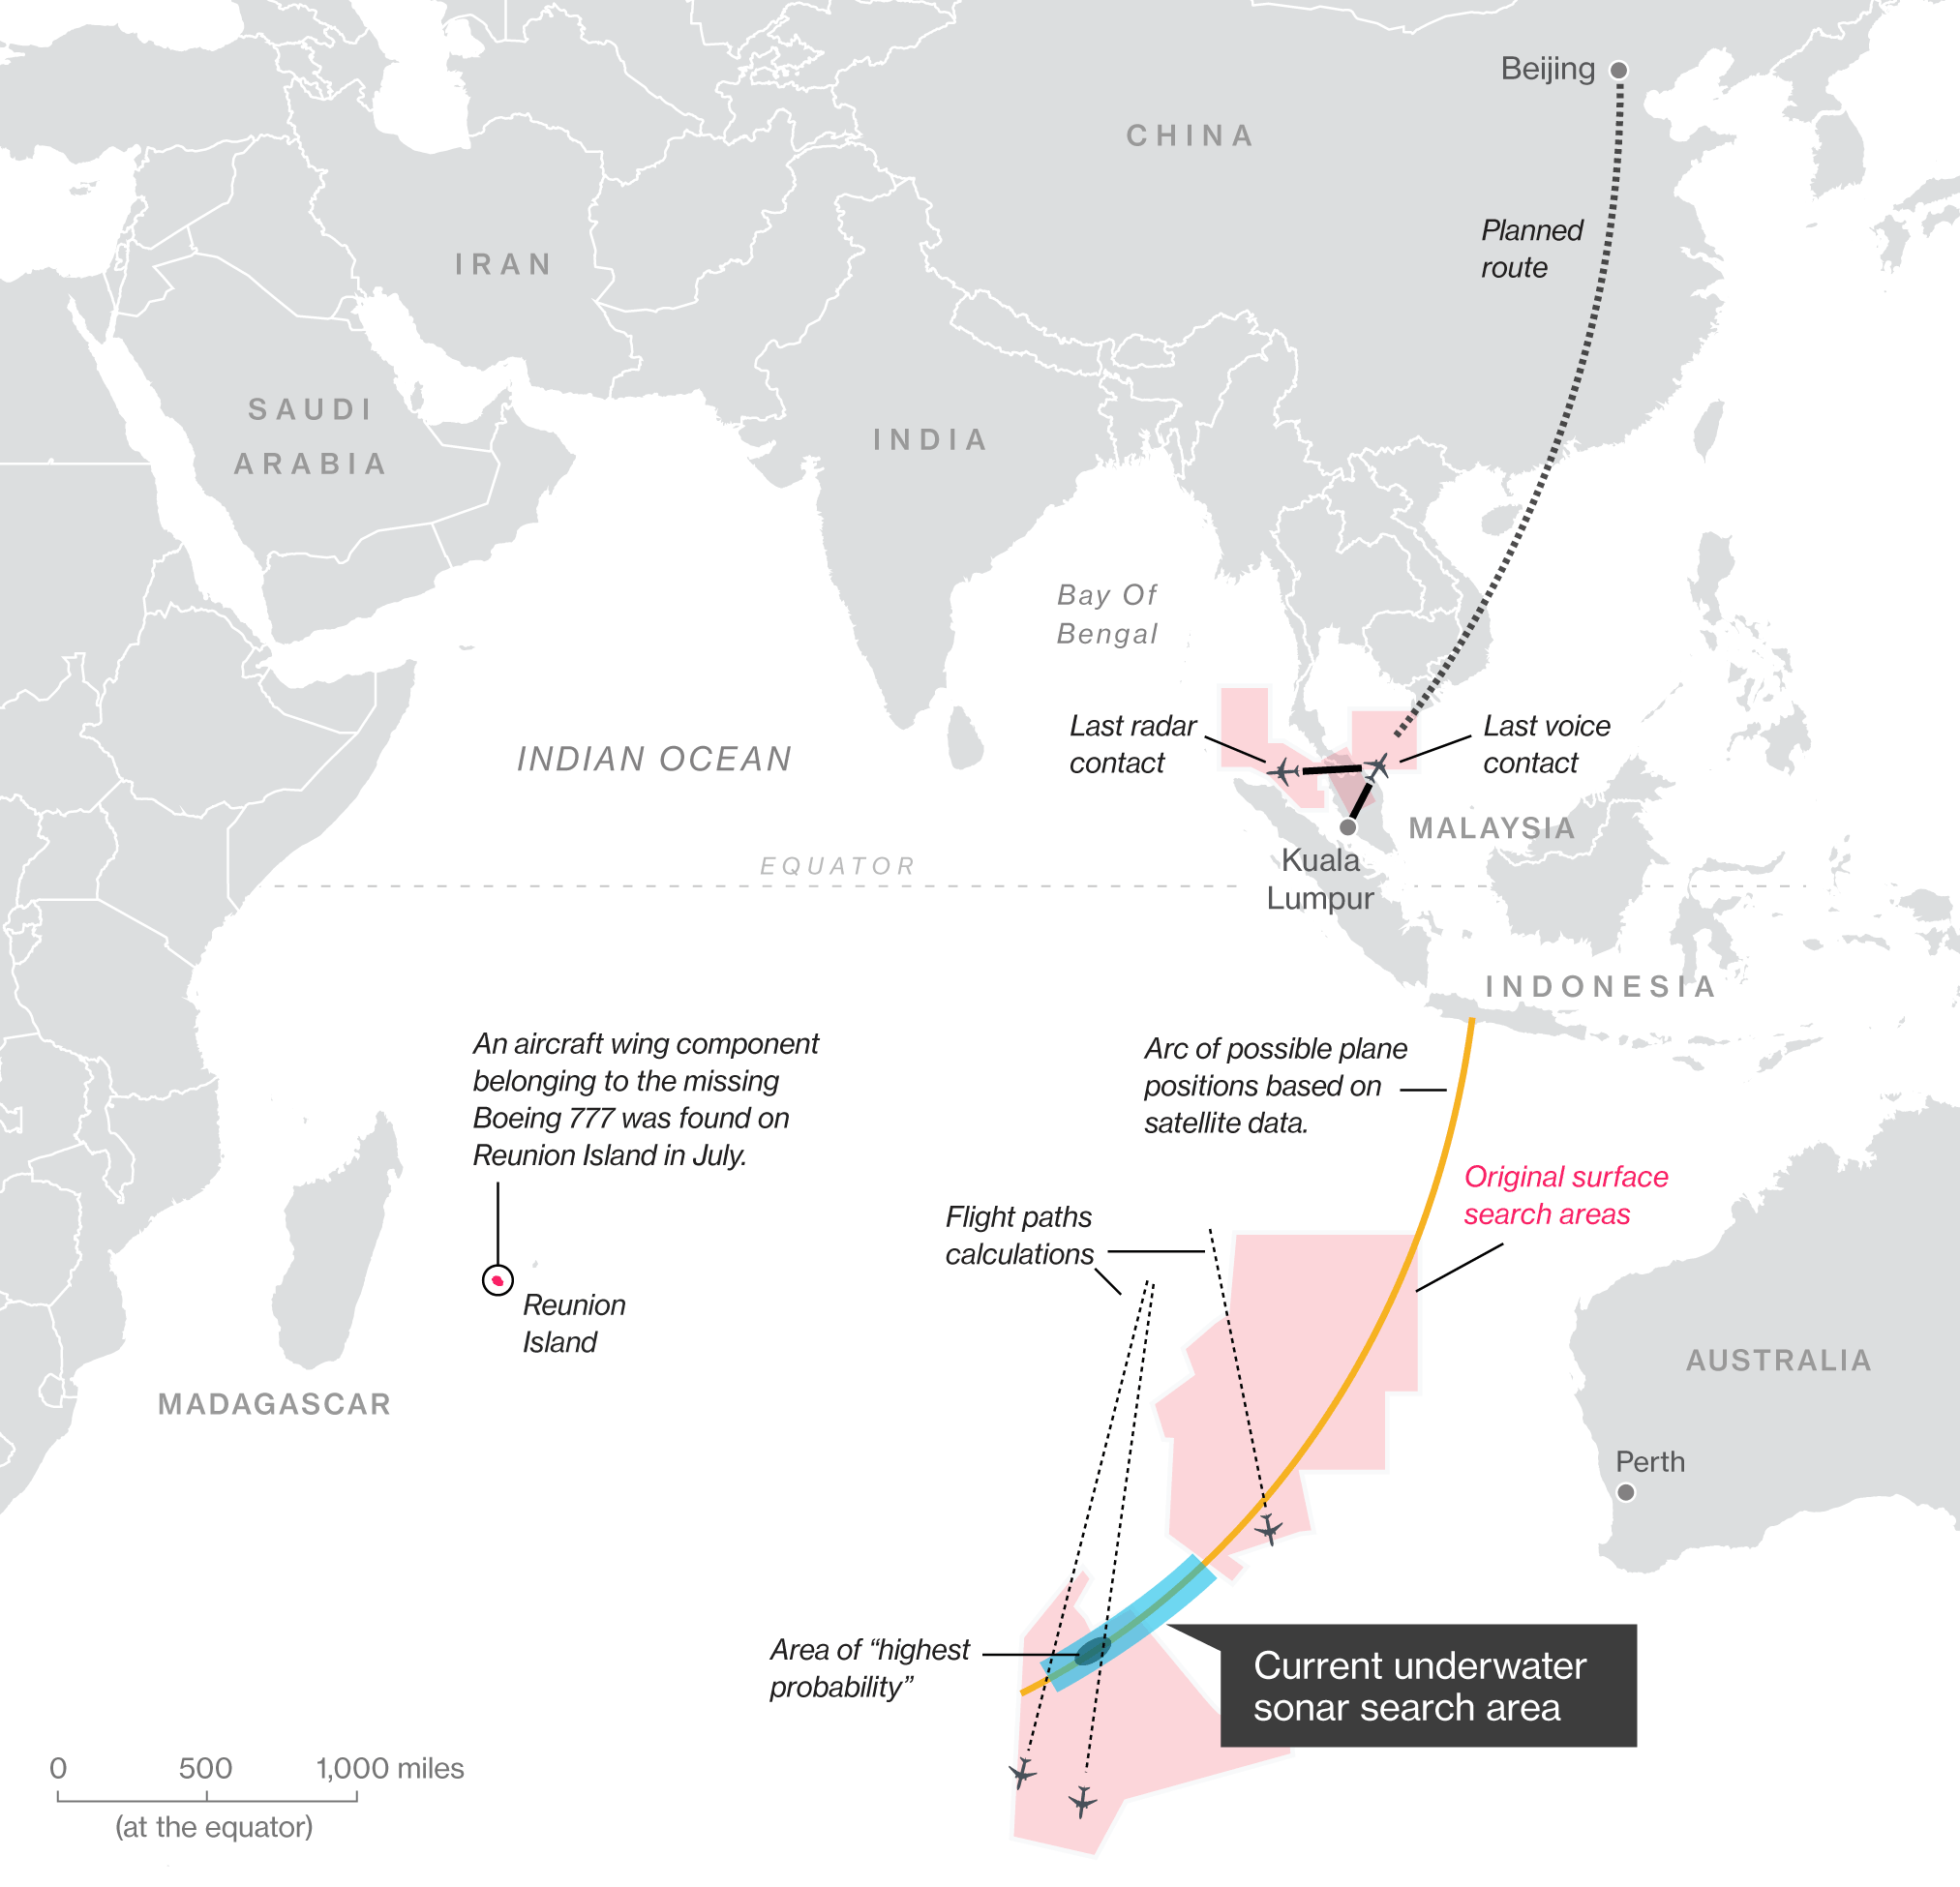 Beijing
CHINA
Planned
route
IRAN
SAUDI
ARABIA
INDIA
Bay Of
Bengal
INDIAN OCEAN
Last radar
contact
Last voice
contact
MALAYSIA
Kuala
Lumpur
EQUATOR
INDONESIA
An aircraft wing component
belonging to the missing
Boeing 777 was found on
Reunion Island in July.
Arc of possible plane
positions based on
satellite data.
Original surface
search areas
Flight paths
calculations
Reunion
Island
MADAGASCAR
AUSTRALIA
Perth
Area of “highest
probability”
Current underwater
sonar search area
0 500 1,000 miles
(at the equator)